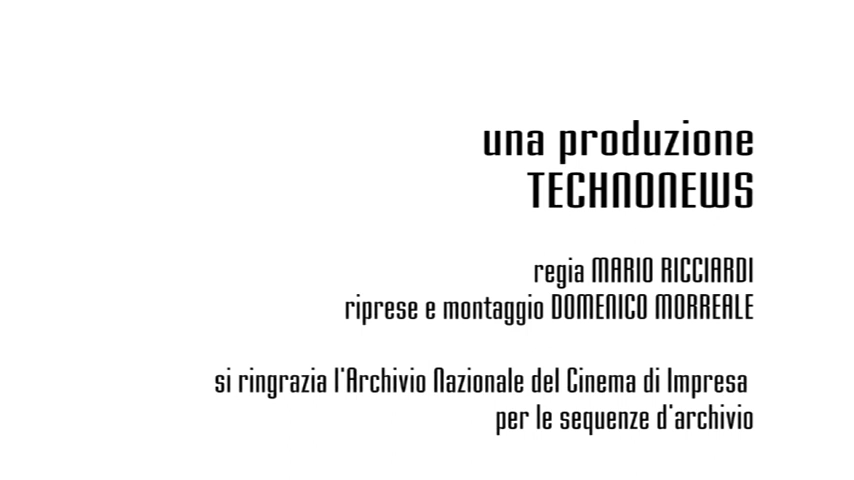 una produzione
TECHNONEWS
regia MARIO RICCIARDI
riprese e montaggio DOMENICO MORREALE
si ringrazia l'Archivio Nazionale del Cinema di Impresa
per le sequenze d'archivio